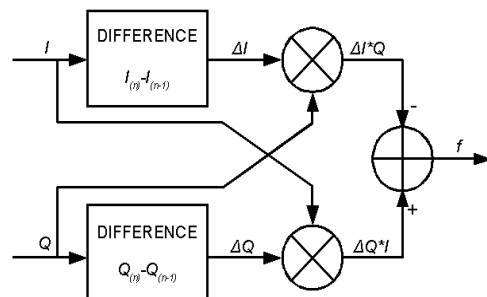 I
DIFFERENCE
I(n)-I(n-1)
ΔI
ΔI*Q
-
f
+
Q
DIFFERENCE
Q(n)-Q(n-1)
ΔQ
ΔQ*I